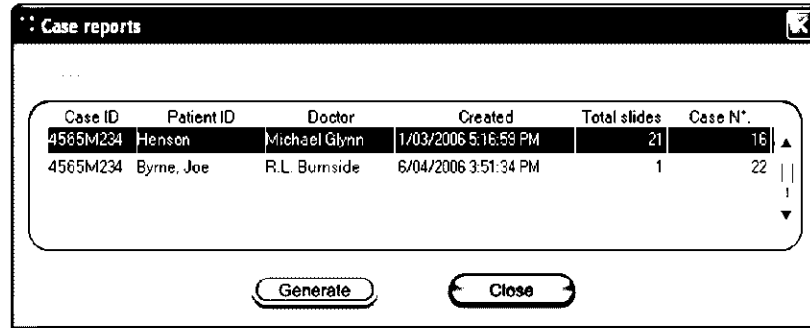 Case reports
...
Case ID Patient ID Doctor Created Total slides Case N°.
4565M234 Henson Michael Glynn 1/03/2006 5:16:59 PM 21 16
4565M234 Byrne, Joe R.L. Burnside 6/04/2006 3:51:34 PM 1 22
Generate Close